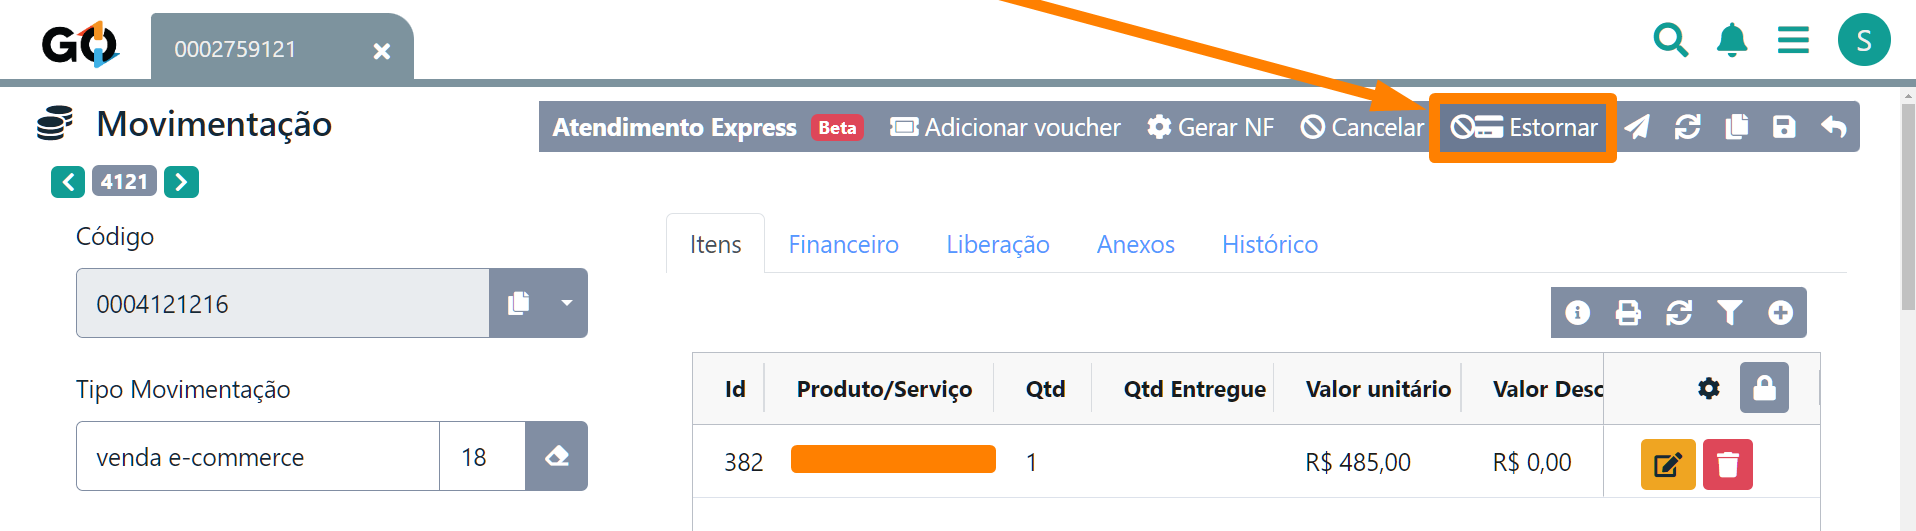 GO
0002759121
S
Movimentação
Atendimento Express Beta Adicionar voucher Gerar NF Cancelar Estornar
4121
Código
0004121216
Tipo Movimentação
venda e-commerce 18
Itens Financeiro Liberação Anexos Histórico
Id Produto/Serviço Qtd Qtd Entregue Valor unitário Valor Desc
382 1 R$ 485,00 R$ 0,00